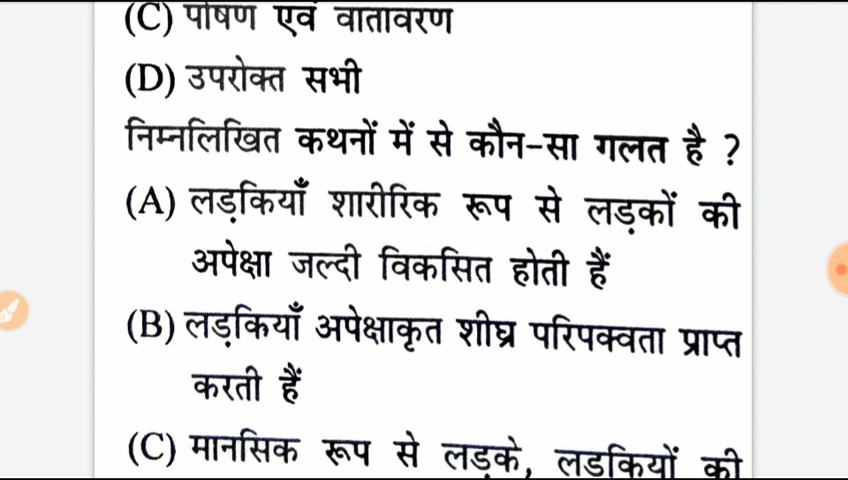 (C) पोषण एवं वातावरण
(D) उपरोक्त सभी
निम्नलिखित कथनों में से कौन-सा गलत है ?
(A) लड़कियाँ शारीरिक रूप से लड़कों की
अपेक्षा जल्दी विकसित होती हैं
(B) लड़कियाँ अपेक्षाकृत शीघ्र परिपक्वता प्राप्त
करती हैं
(C) मानसिक रूप से लड़के, लड़कियों की